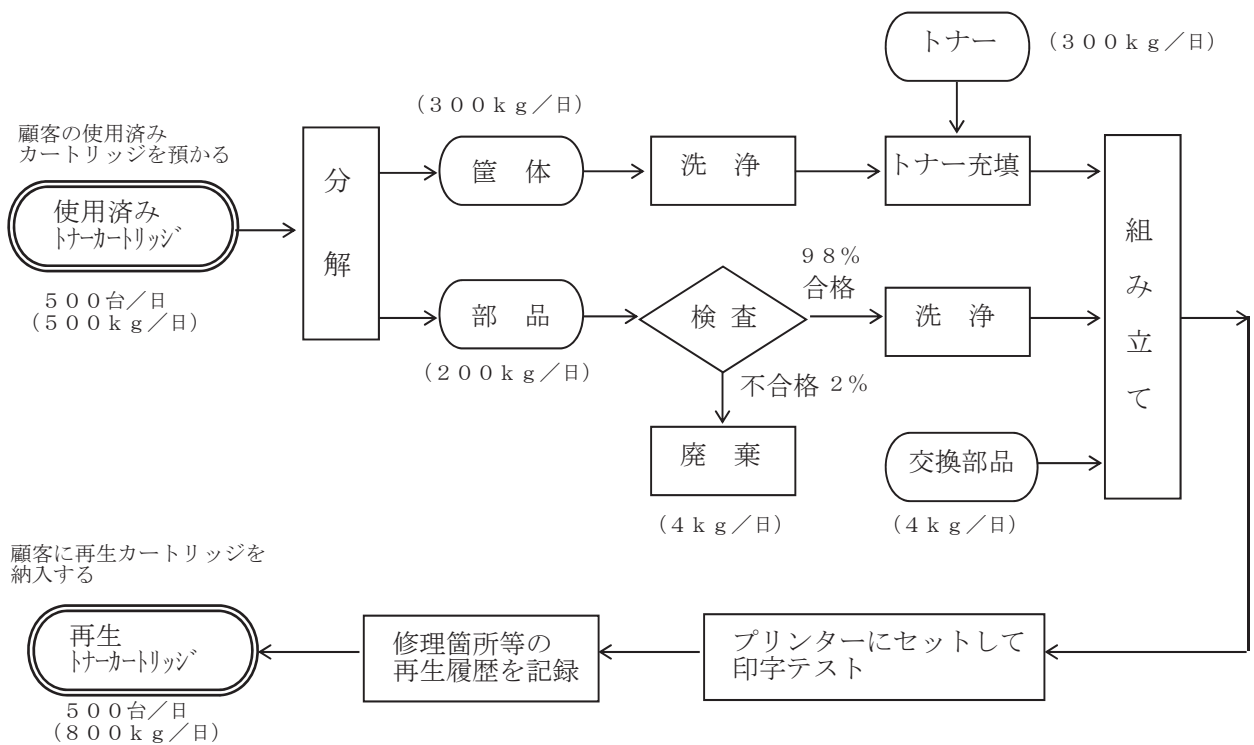 トナー
(300kg/日)
(300kg/日)
顧客の使用済み
カートリッジを預かる
使用済み
トナーカートリッジ
500台/日
(500kg/日)
分解
筐体
洗浄
トナー充填
部品
(200kg/日)
検査
98%
合格
洗浄
不合格 2%
廃棄
(4kg/日)
交換部品
(4kg/日)
組み立て
顧客に再生カートリッジを
納入する
再生
トナーカートリッジ
500台/日
(800kg/日)
修理箇所等の
再生履歴を記録
プリンターにセットして
印字テスト